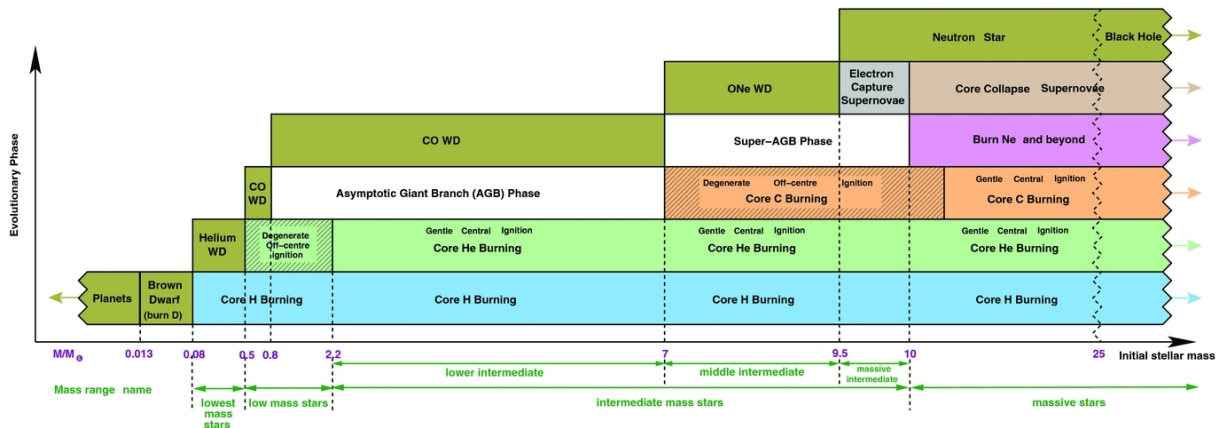 Neutron Star
Black Hole
ONe WD
Electron
Capture
Supernovae
Core Collapse Supernovae
CO WD
Super-AGB Phase
Burn Ne and beyond
CO
WD
Asymptotic Giant Branch (AGB) Phase
Degenerate Off-centre Ignition
Core C Burning
Gentle Central Ignition
Core C Burning
Helium
WD
Degenerate
Off-centre
Ignition
Gentle Central Ignition
Core He Burning
Gentle Central Ignition
Core He Burning
Gentle Central Ignition
Core He Burning
Planets
Brown
Dwarf
(burn D)
Core H Burning
Core H Burning
Core H Burning
Core H Burning
Evolutionary Phase
M/M
0.013
0.08
0.5
0.8
2.2
7
9.5
10
25
Initial stellar mass
lower intermediate
middle intermediate
massive
intermediate
Mass range name
lowest
mass
stars
low mass stars
intermediate mass stars
massive stars